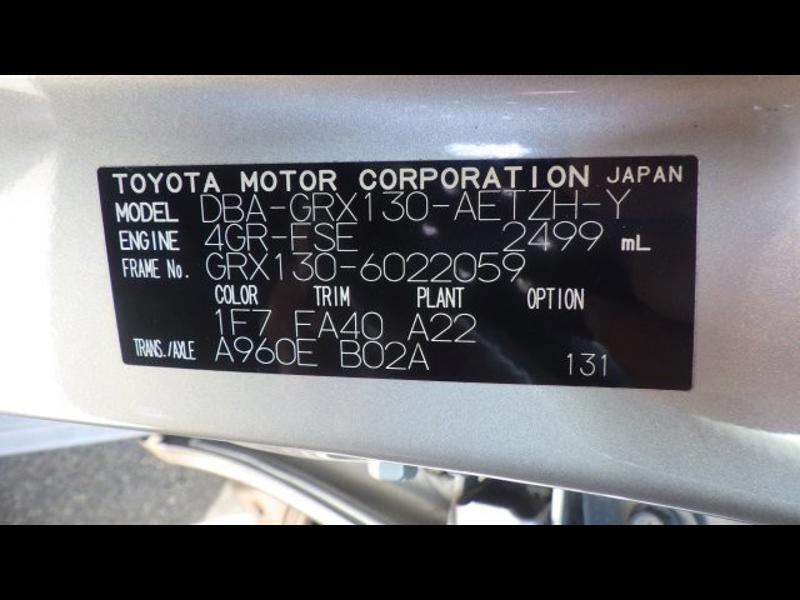 TOYOTA MOTOR CORPORATION JAPAN
MODEL DBA-GRX130-AETZH-Y
ENGINE 4GR-FSE 2499 mL
FRAME No. GRX130-6022059
COLOR TRIM PLANT OPTION
1F7 FA40 A22
TRANS./AXLE A960E B02A 131